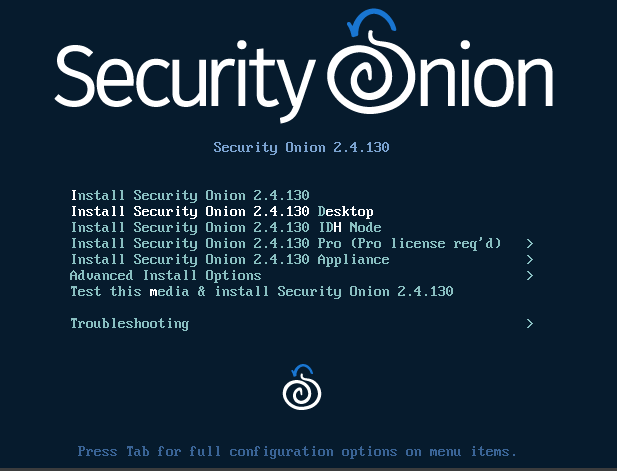 Security Onion
Security Onion 2.4.130
Install Security Onion 2.4.130
Install Security Onion 2.4.130 Desktop
Install Security Onion 2.4.130 IDH Node
Install Security Onion 2.4.130 Pro (Pro license req'd) >
Install Security Onion 2.4.130 Appliance >
Advanced Install Options >
Test this media & install Security Onion 2.4.130
Troubleshooting >
Press Tab for full configuration options on menu items.